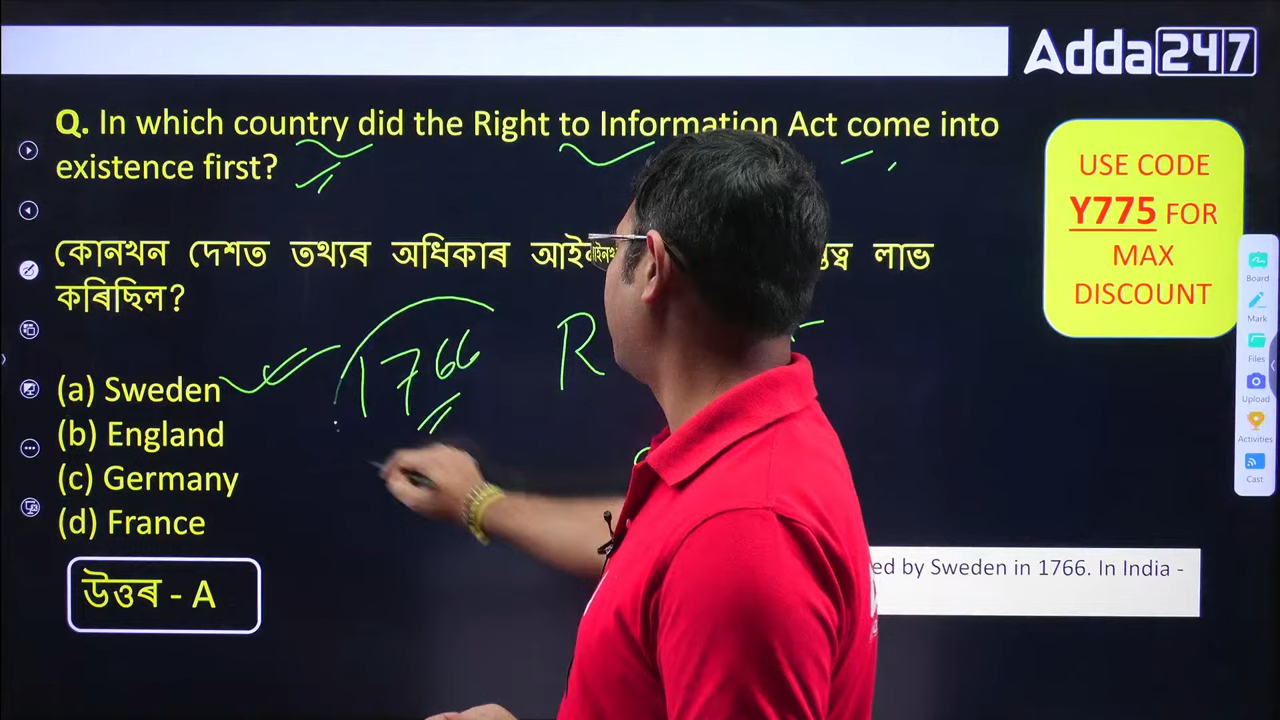 Adda247
Q. In which country did the Right to Information Act come into
existence first?
কোনখন দেশত তথ্যৰ অধিকাৰ লাভ
কৰিছিল?
1766 R
(a) Sweden
(b) England
(c) Germany
(d) France
উত্তৰ - A
ed by Sweden in 1766. In India -
USE CODE
Y775 FOR
MAX
DISCOUNT
Board
Mark
Files
Upload
Activities
Cast